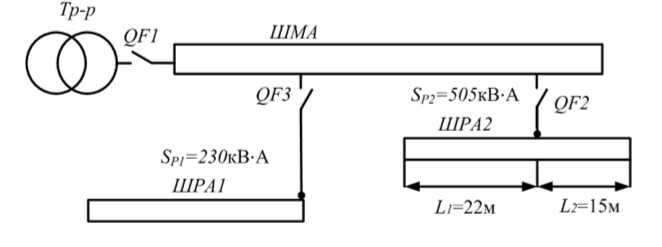 Тр-р
QF1
ШМА
QF3
SP2=505кВ·А
QF2
ШРА2
SP1=230кВ·А
ШРА1
L1=22м
L2=15м